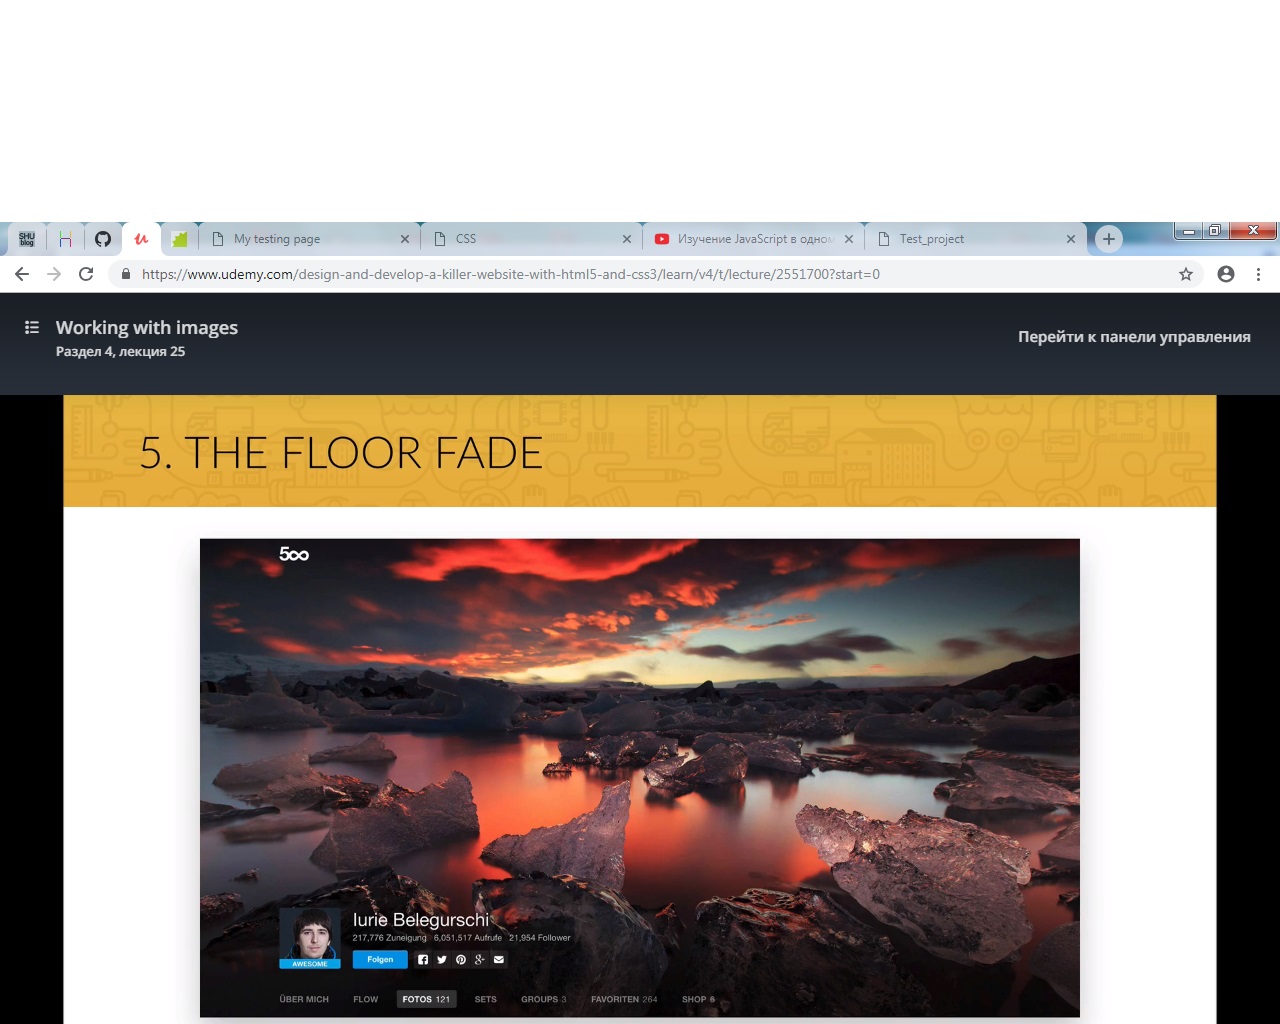 SHU
blog
My testing page
CSS
Изучение JavaScript в одном
Test_project
https://www.udemy.com/design-and-develop-a-killer-website-with-html5-and-css3/learn/v4/t/lecture/2551700?start=0
Working with images
Раздел 4, лекция 25
Перейти к панели управления
5. THE FLOOR FADE
500
Iurie Belegurschi
217,776 Zuneigung 6,051,517 Aufrufe 21,954 Follower
AWESOME
Folgen
ÜBER MICH FLOW FOTOS 121 SETS GROUPS 3 FAVORITEN 264 SHOP 6